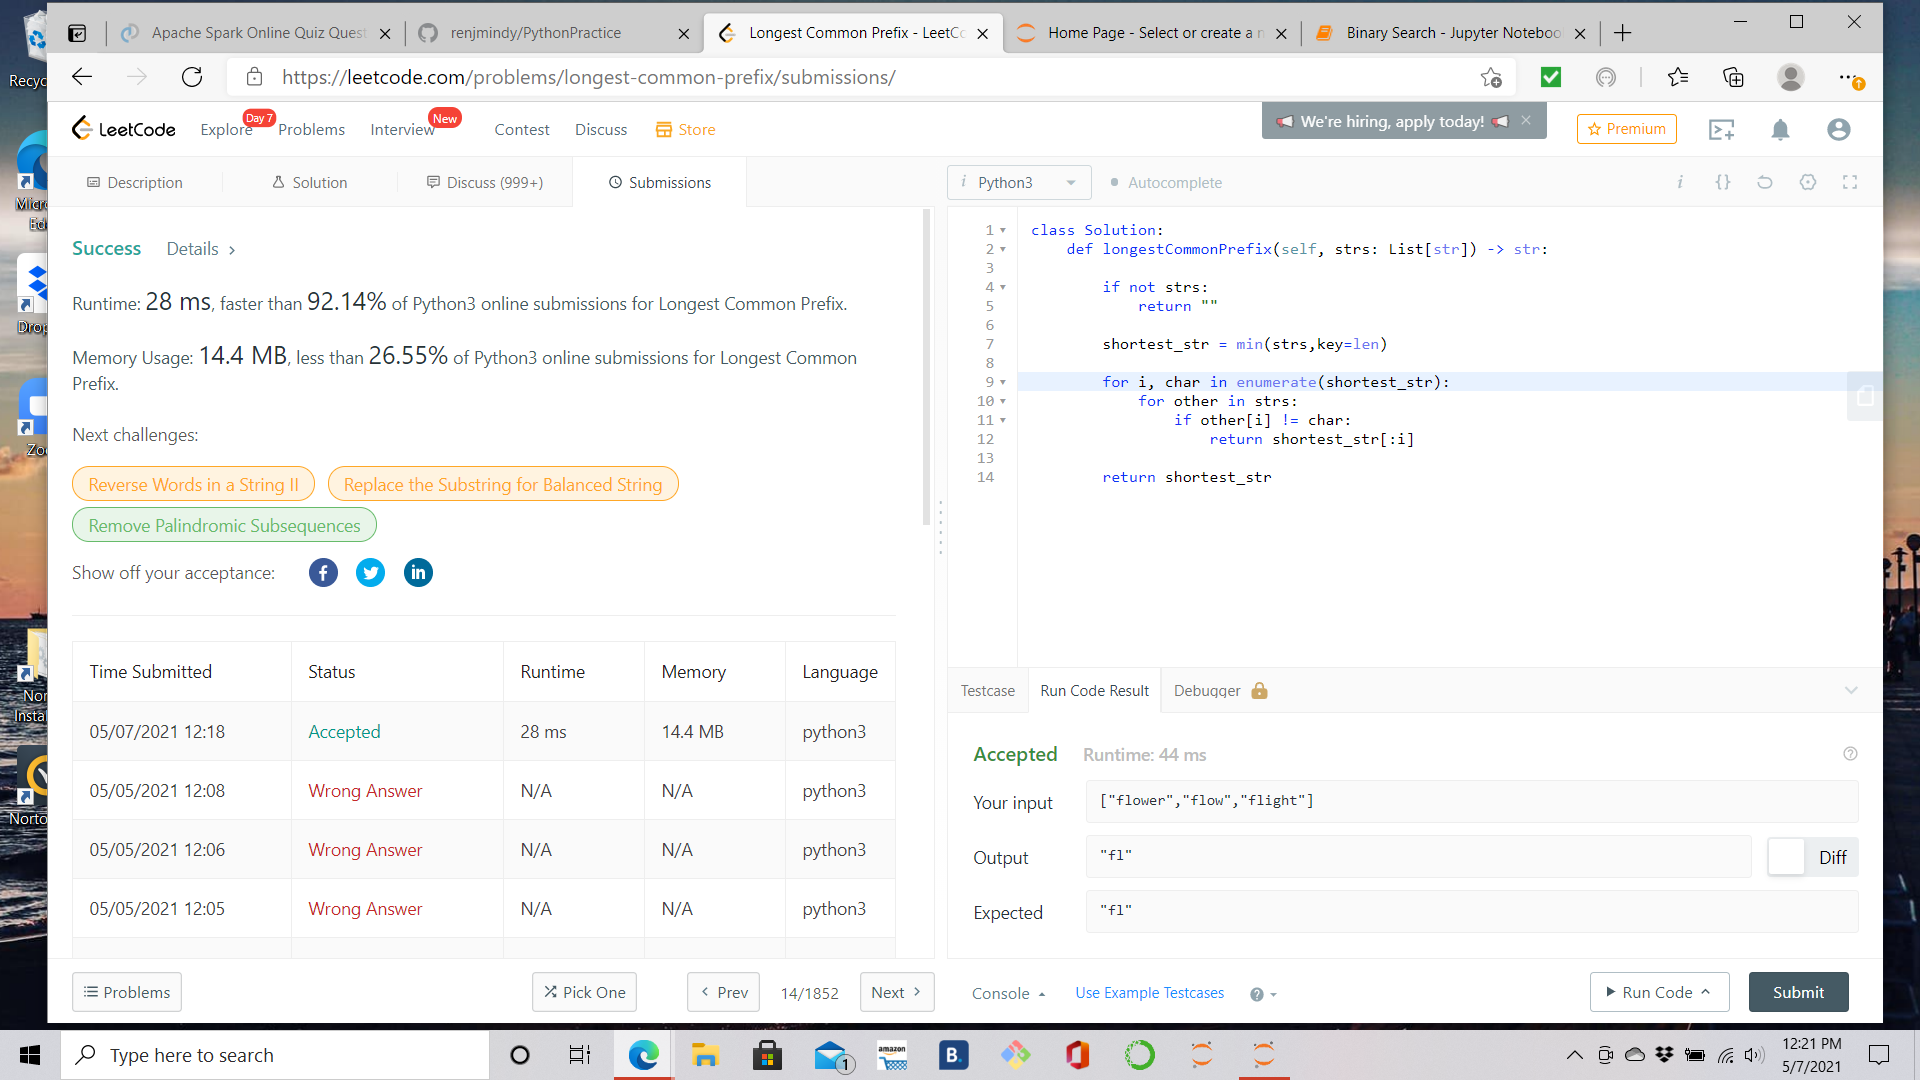 Apache Spark Online Quiz Quest
renjmindy/PythonPractice
Longest Common Prefix - LeetCo
Home Page - Select or create a n
Binary Search - Jupyter Noteboo
https://leetcode.com/problems/longest-common-prefix/submissions/
LeetCode
Explore
Day 7
Problems
Interview
New
Contest
Discuss
Store
We're hiring, apply today!
Premium
Description
Solution
Discuss (999+)
Submissions
Python3
Autocomplete
Success
Details
Runtime: 28 ms, faster than 92.14% of Python3 online submissions for Longest Common Prefix.
Memory Usage: 14.4 MB, less than 26.55% of Python3 online submissions for Longest Common
Prefix.
Next challenges:
Reverse Words in a String II
Replace the Substring for Balanced String
Remove Palindromic Subsequences
Show off your acceptance:
Time Submitted Status Runtime Memory Language
05/07/2021 12:18 Accepted 28 ms 14.4 MB python3
05/05/2021 12:08 Wrong Answer N/A N/A python3
05/05/2021 12:06 Wrong Answer N/A N/A python3
05/05/2021 12:05 Wrong Answer N/A N/A python3
1 class Solution:
2 def longestCommonPrefix(self, strs: List[str]) -> str:
3
4 if not strs:
5 return ""
6
7 shortest_str = min(strs,key=len)
8
9 for i, char in enumerate(shortest_str):
10 for other in strs:
11 if other[i] != char:
12 return shortest_str[:i]
13
14 return shortest_str
Testcase
Run Code Result
Debugger
Accepted
Runtime: 44 ms
Your input
["flower","flow","flight"]
Output
"fl"
Diff
Expected
"fl"
Problems
Pick One
Prev
14/1852
Next
Console
Use Example Testcases
Run Code
Submit
Recyc
Micro
Ed
Drop
Zoo
Nor
Insta
Norto
Type here to search
1
amazon
B.
12:21 PM
5/7/2021